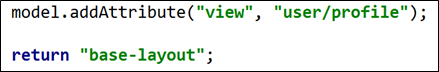 model.addAttribute("view", "user/profile");
return "base-layout";